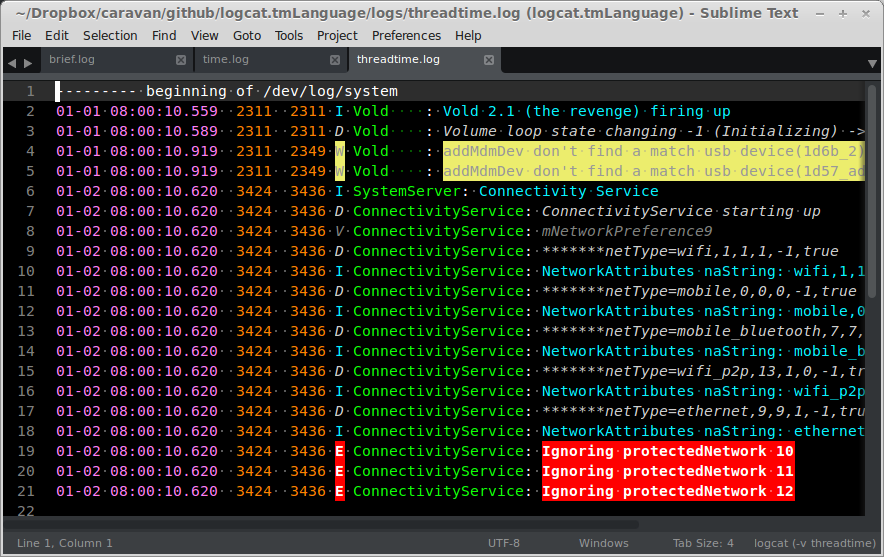 ~/Dropbox/caravan/github/logcat.tmLanguage/logs/threadtime.log (logcat.tmLanguage) - Sublime Text
File Edit Selection Find View Goto Tools Project Preferences Help
brief.log time.log threadtime.log
1 --------- beginning of /dev/log/system
2 01-01 08:00:10.559  2311  2311 I Vold    : Vold 2.1 (the revenge) firing up
3 01-01 08:00:10.589  2311  2311 D Vold    : Volume loop state changing -1 (Initializing) ->
4 01-01 08:00:10.919  2311  2349 W Vold    : addMdmDev don't find a match usb device(1d6b_2)
5 01-01 08:00:10.919  2311  2349 W Vold    : addMdmDev don't find a match usb device(1d57_ad
6 01-02 08:00:10.620  3424  3436 I SystemServer: Connectivity Service
7 01-02 08:00:10.620  3424  3436 D ConnectivityService: ConnectivityService starting up
8 01-02 08:00:10.620  3424  3436 V ConnectivityService: mNetworkPreference9
9 01-02 08:00:10.620  3424  3436 D ConnectivityService: *******netType=wifi,1,1,1,-1,true
10 01-02 08:00:10.620  3424  3436 I ConnectivityService: NetworkAttributes naString: wifi,1,1
11 01-02 08:00:10.620  3424  3436 D ConnectivityService: *******netType=mobile,0,0,0,-1,true
12 01-02 08:00:10.620  3424  3436 I ConnectivityService: NetworkAttributes naString: mobile,0
13 01-02 08:00:10.620  3424  3436 D ConnectivityService: *******netType=mobile_bluetooth,7,7,
14 01-02 08:00:10.620  3424  3436 I ConnectivityService: NetworkAttributes naString: mobile_b
15 01-02 08:00:10.620  3424  3436 D ConnectivityService: *******netType=wifi_p2p,13,1,0,-1,tr
16 01-02 08:00:10.620  3424  3436 I ConnectivityService: NetworkAttributes naString: wifi_p2p
17 01-02 08:00:10.620  3424  3436 D ConnectivityService: *******netType=ethernet,9,9,1,-1,tru
18 01-02 08:00:10.620  3424  3436 I ConnectivityService: NetworkAttributes naString: ethernet
19 01-02 08:00:10.620  3424  3436 E ConnectivityService: Ignoring protectedNetwork 10
20 01-02 08:00:10.620  3424  3436 E ConnectivityService: Ignoring protectedNetwork 11
21 01-02 08:00:10.620  3424  3436 E ConnectivityService: Ignoring protectedNetwork 12
22
Line 1, Column 1 UTF-8 Windows Tab Size: 4 logcat (-v threadtime)